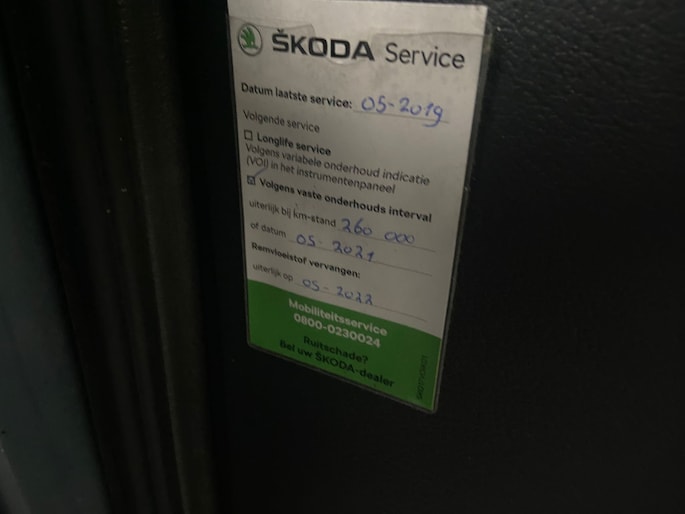 ŠKODA Service
Datum laatste service: 05-2019
Volgende service
Longlife service
Volgens variabele onderhoud indicatie
(VOI) in het instrumentenpaneel
Volgens vaste onderhouds interval
uiterlijk bij km-stand 260 000
of datum 05-2021
Remvloeistof vervangen:
uiterlijk op 05-2022
Mobiliteitsservice
0800-0230024
Ruitschade?
Bel uw ŠKODA-dealer